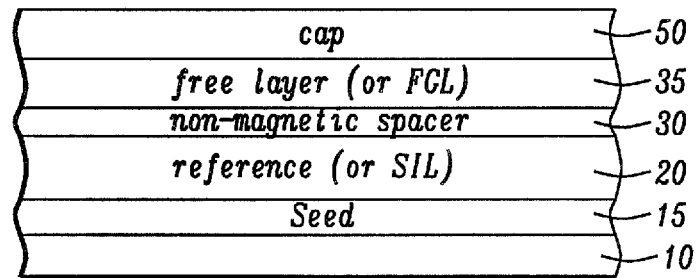 cap 50
free layer (or FGL) 35
non-magnetic spacer 30
reference (or SIL) 20
Seed 15
10